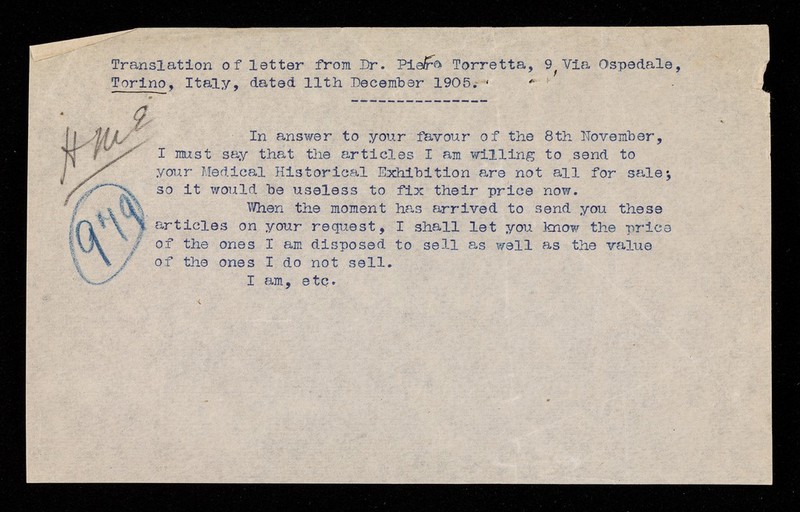 Translation of letter from Dr. Pietro Torretta, 9, Via Ospedale,
Torino, Italy, dated 11th December 1905.
----------------
HME
In answer to your favour of the 8th November,
I must say that the articles I am willing to send to
your Medical Historical Exhibition are not all for sale;
so it would be useless to fix their price now.
979
When the moment has arrived to send you these
articles on your request, I shall let you know the price
of the ones I am disposed to sell as well as the value
of the ones I do not sell.
I am, etc.